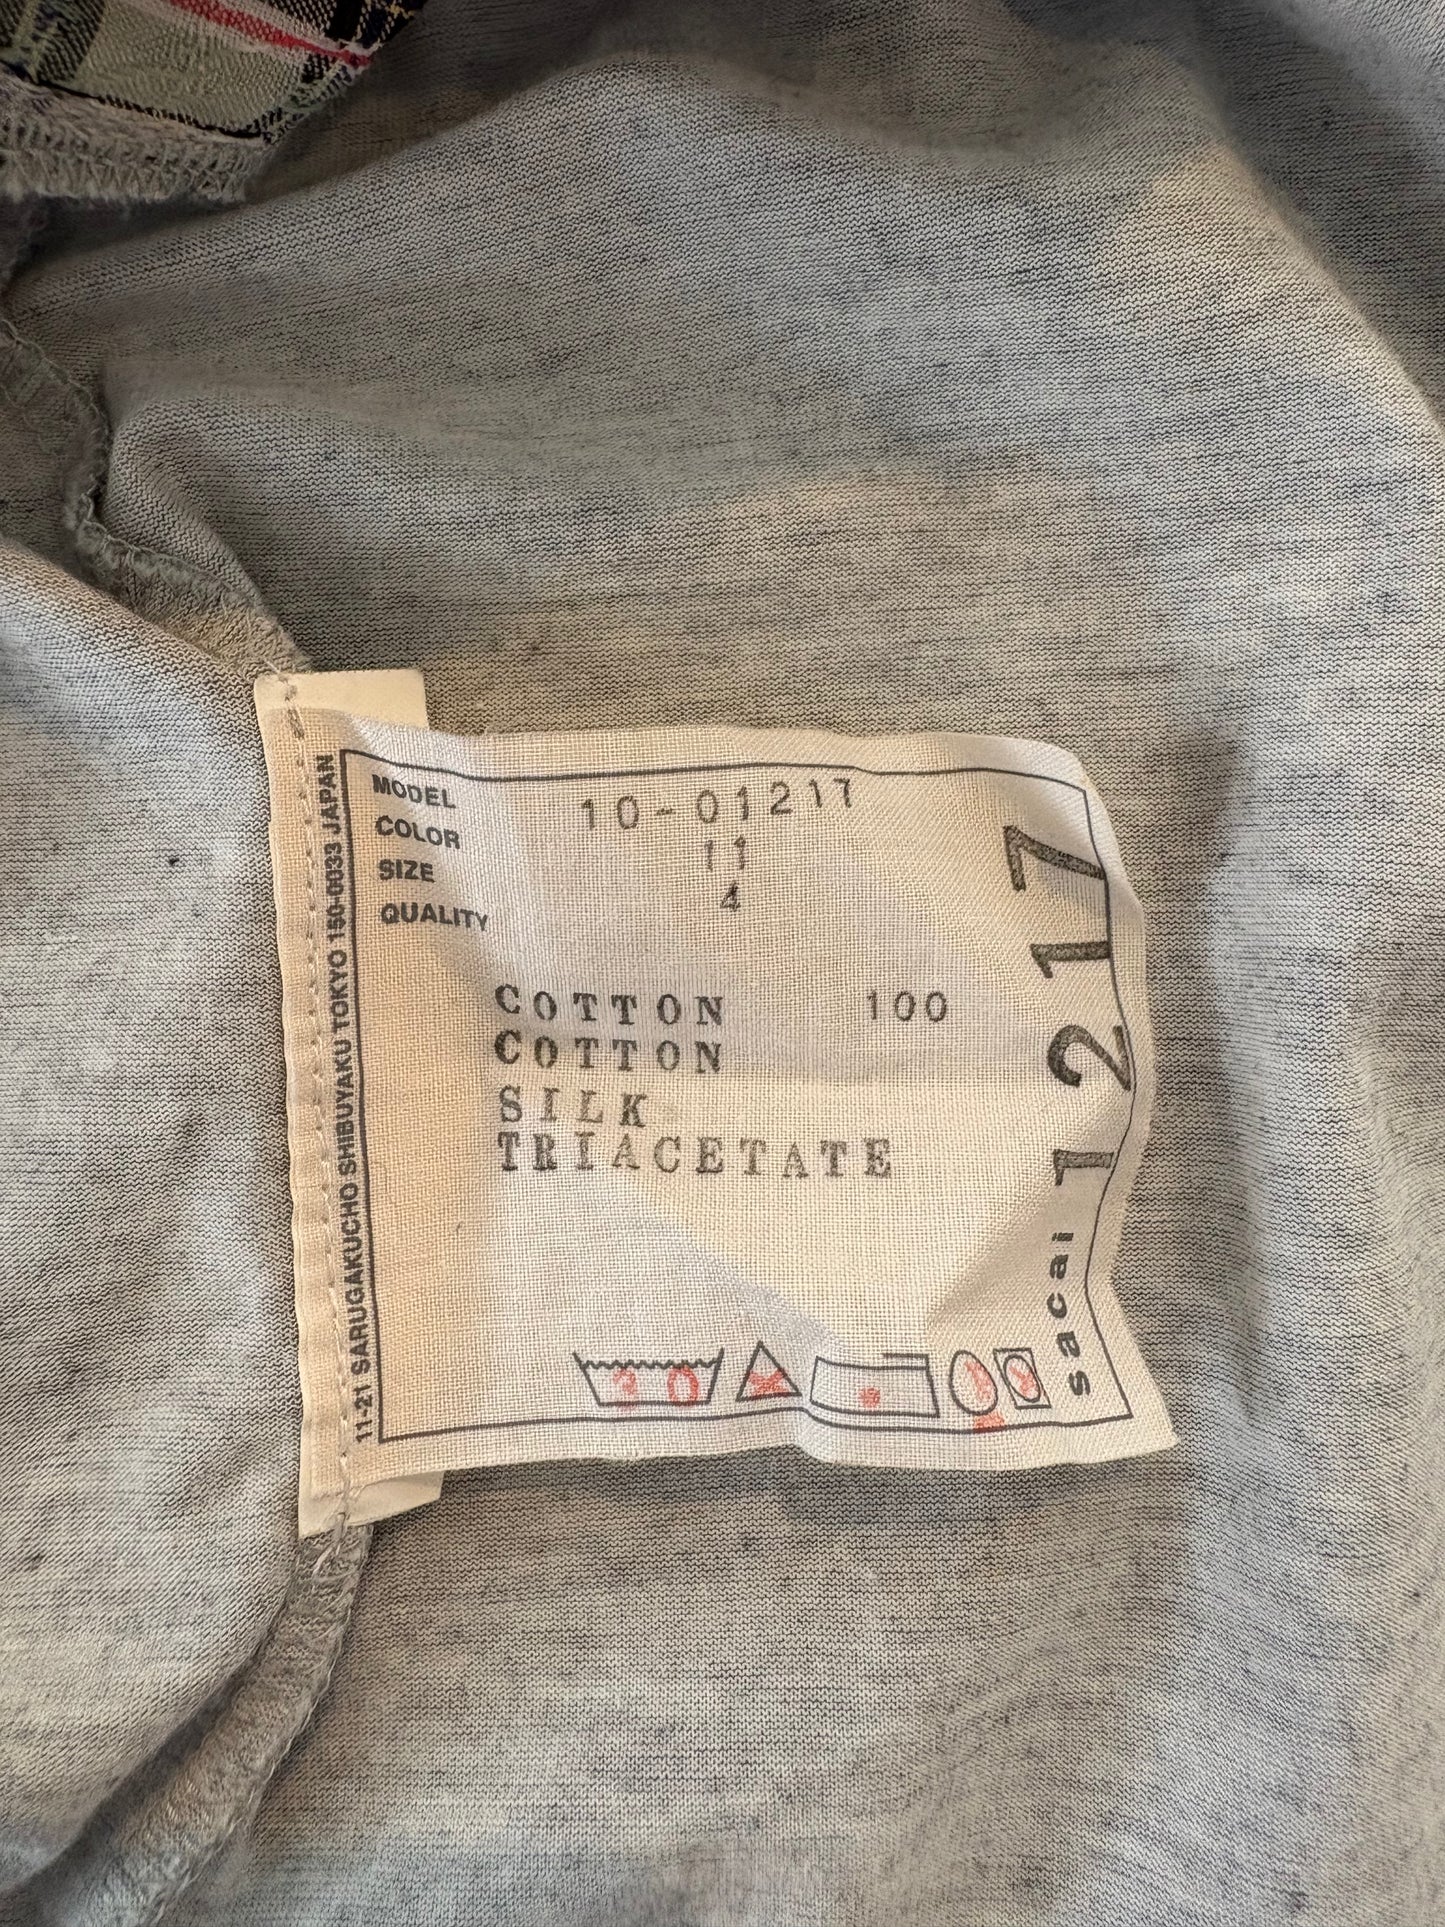 MODEL 10-01217
COLOR 11
SIZE 4
QUALITY
COTTON 100
COTTON
SILK
TRIACETATE
30
sacai 1217
11-21 SARUGAKUCHO SHIBUYAKU TOKYO 150-0033 JAPAN